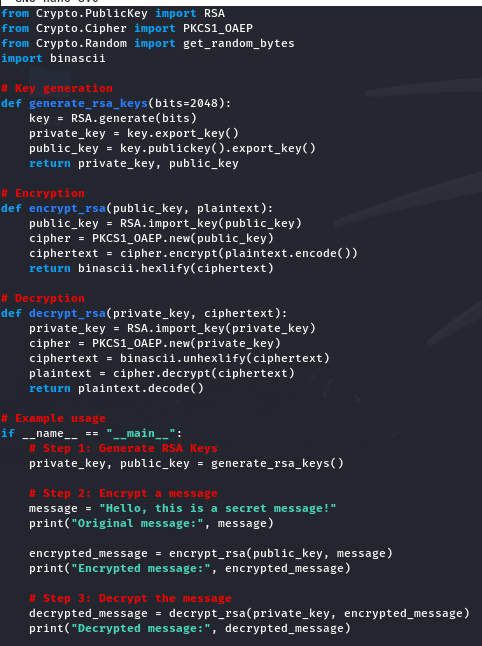 from Crypto.PublicKey import RSA
from Crypto.Cipher import PKCS1_OAEP
from Crypto.Random import get_random_bytes
import binascii

# Key generation
def generate_rsa_keys(bits=2048):
    key = RSA.generate(bits)
    private_key = key.export_key()
    public_key = key.publickey().export_key()
    return private_key, public_key

# Encryption
def encrypt_rsa(public_key, plaintext):
    public_key = RSA.import_key(public_key)
    cipher = PKCS1_OAEP.new(public_key)
    ciphertext = cipher.encrypt(plaintext.encode())
    return binascii.hexlify(ciphertext)

# Decryption
def decrypt_rsa(private_key, ciphertext):
    private_key = RSA.import_key(private_key)
    cipher = PKCS1_OAEP.new(private_key)
    ciphertext = binascii.unhexlify(ciphertext)
    plaintext = cipher.decrypt(ciphertext)
    return plaintext.decode()

# Example usage
if __name__ == "__main__":
    # Step 1: Generate RSA Keys
    private_key, public_key = generate_rsa_keys()

    # Step 2: Encrypt a message
    message = "Hello, this is a secret message!"
    print("Original message:", message)

    encrypted_message = encrypt_rsa(public_key, message)
    print("Encrypted message:", encrypted_message)

    # Step 3: Decrypt the message
    decrypted_message = decrypt_rsa(private_key, encrypted_message)
    print("Decrypted message:", decrypted_message)